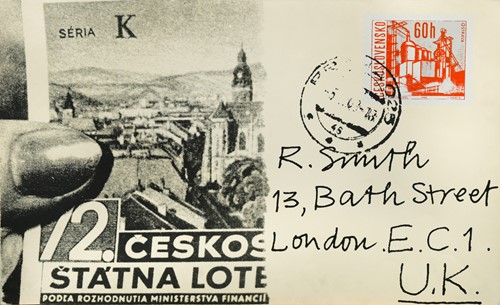 SÉRIA K
72. ČESKOS
ŠTÁTNA LOTE
PODĽA ROZHODNUTIA MINISTERSTVA FINANCIÍ
ČESKOSLOVENSKO
60h
R. Smith
13, Bath Street
London. E.C.1.
U.K.